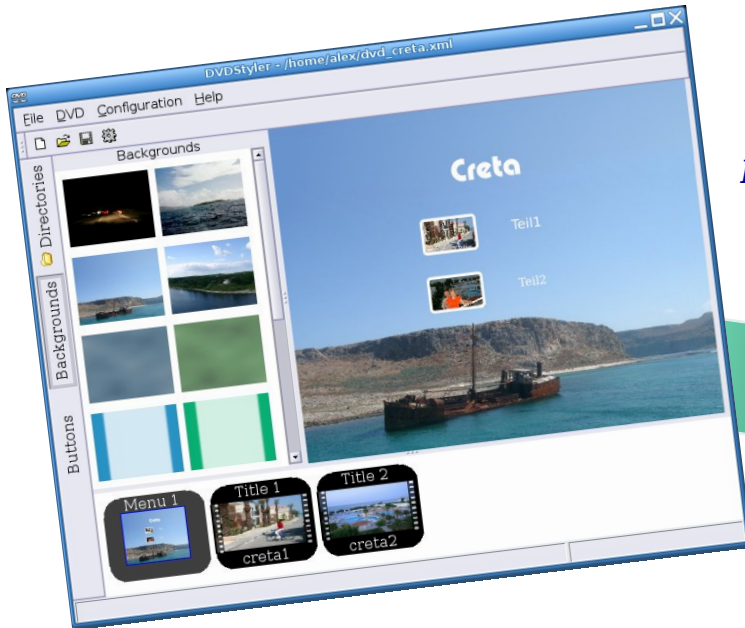 DVDStyler - /home/alex/dvd_creta.xml
File DVD Configuration Help
Directories
Backgrounds
Buttons
Backgrounds
Creta
Teil1
Teil2
Menu 1
Title 1
creta1
Title 2
creta2